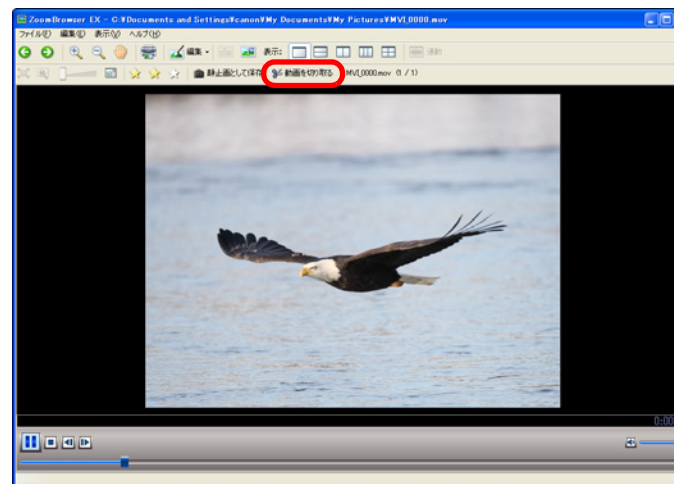 ZoomBrowser EX - C:¥Documents and Settings¥canon¥My Documents¥My Pictures¥MVI_0000.mov
ファイル(F) 編集(E) 表示(V) ヘルプ(H)
編集 表示:
静止画として保存 動画を切り取る MVI_0000.mov (1 / 1)
0:00